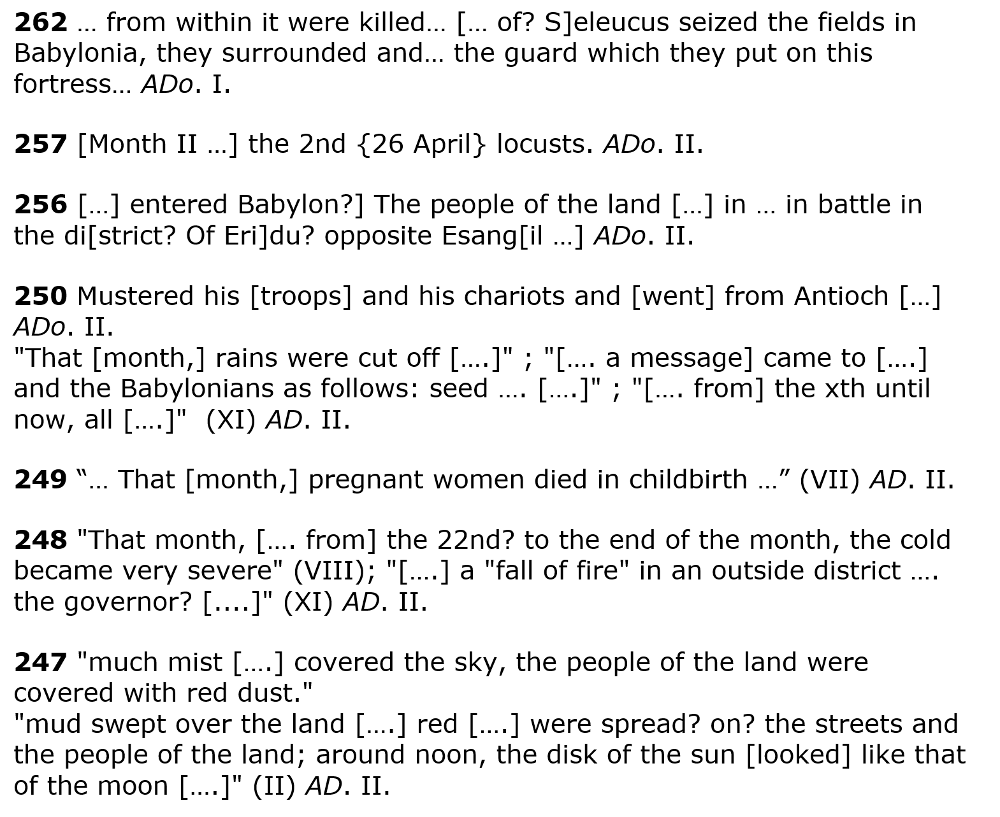 262 … from within it were killed… [… of? S]eleucus seized the fields in
Babylonia, they surrounded and… the guard which they put on this
fortress… ADo. I.
257 [Month II …] the 2nd {26 April} locusts. ADo. II.
256 […] entered Babylon?] The people of the land […] in … in battle in
the di[strict? Of Eri]du? opposite Esang[il …] ADo. II.
250 Mustered his [troops] and his chariots and [went] from Antioch […]
ADo. II.
"That [month,] rains were cut off [….]" ; "[…. a message] came to [….]
and the Babylonians as follows: seed …. [….]" ; "[…. from] the xth until
now, all [….]"  (XI) AD. II.
249 “… That [month,] pregnant women died in childbirth …” (VII) AD. II.
248 "That month, […. from] the 22nd? to the end of the month, the cold
became very severe" (VIII); "[….] a "fall of fire" in an outside district ….
the governor? [....]" (XI) AD. II.
247 "much mist [….] covered the sky, the people of the land were
covered with red dust."
"mud swept over the land [….] red [….] were spread? on? the streets and
the people of the land; around noon, the disk of the sun [looked] like that
of the moon [….]" (II) AD. II.